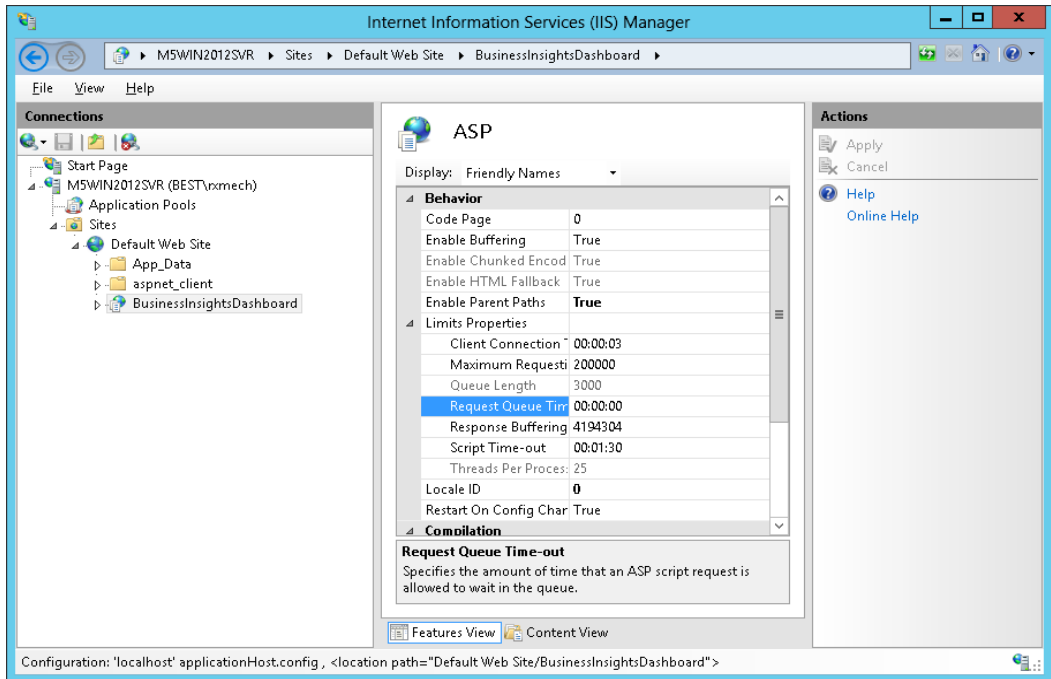 Internet Information Services (IIS) Manager
M5WIN2012SVR Sites Default Web Site BusinessInsightsDashboard
File View Help
Connections
Start Page
M5WIN2012SVR (BEST\rxmech)
Application Pools
Sites
Default Web Site
App_Data
aspnet_client
BusinessInsightsDashboard
ASP
Display: Friendly Names
Behavior
Code Page 0
Enable Buffering True
Enable Chunked Encod True
Enable HTML Fallback True
Enable Parent Paths True
Limits Properties
Client Connection 00:00:03
Maximum Requesti 200000
Queue Length 3000
Request Queue Tim 00:00:00
Response Buffering 4194304
Script Time-out 00:01:30
Threads Per Proces 25
Locale ID 0
Restart On Config Char True
Compilation
Request Queue Time-out
Specifies the amount of time that an ASP script request is
allowed to wait in the queue.
Features View Content View
Actions
Apply
Cancel
Help
Online Help
Configuration: 'localhost' applicationHost.config , <location path="Default Web Site/BusinessInsightsDashboard">